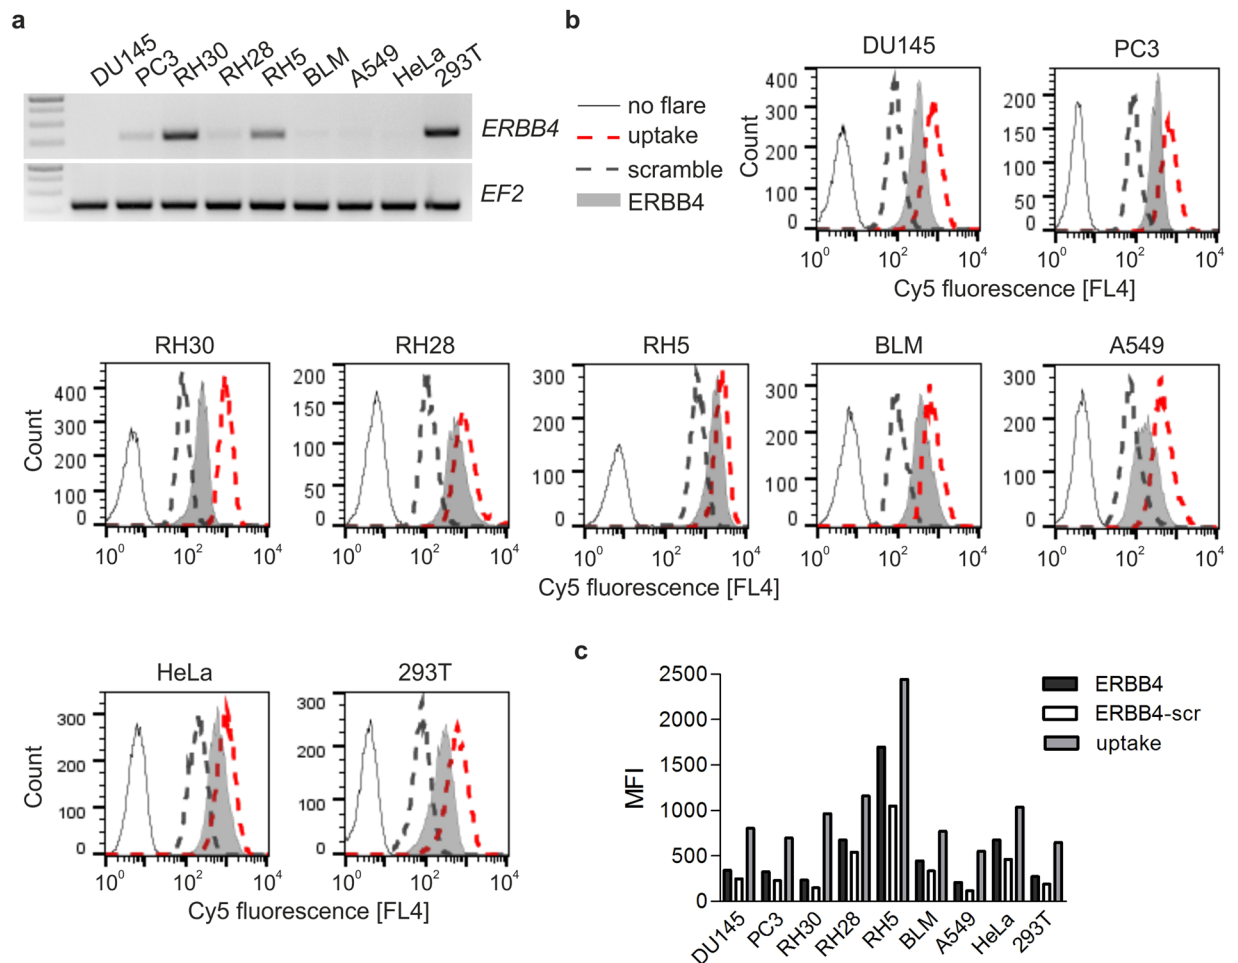 a
DU145 PC3 RH30 RH28 RH5 BLM A549 HeLa 293T
ERBB4
EF2
b
no flare
uptake
scramble
ERBB4
DU145
Count
400
300
200
100
0
10^0 10^2 10^4
PC3
200
150
100
50
0
10^0 10^2 10^4
Cy5 fluorescence [FL4]
RH30
Count
400
300
200
100
0
10^0 10^2 10^4
RH28
200
150
100
50
0
10^0 10^2 10^4
RH5
300
200
100
0
10^0 10^2 10^4
BLM
300
200
100
0
10^0 10^2 10^4
A549
300
200
100
0
10^0 10^2 10^4
Cy5 fluorescence [FL4]
HeLa
Count
300
200
100
0
10^0 10^2 10^4
293T
300
200
100
0
10^0 10^2 10^4
Cy5 fluorescence [FL4]
c
MFI
2500
2000
1500
1000
500
0
DU145 PC3 RH30 RH28 RH5 BLM A549 HeLa 293T
ERBB4
ERBB4-scr
uptake